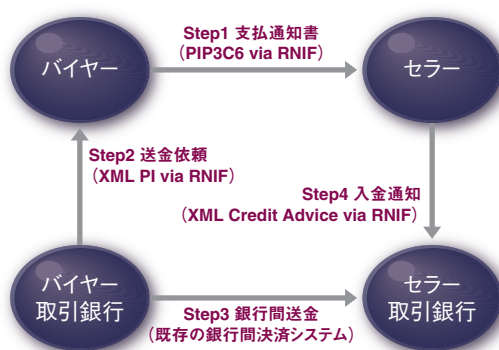 Step1 支払通知書
（PIP3C6 via RNIF）
バイヤー
セラー
Step2 送金依頼
（XML PI via RNIF）
Step4 入金通知
（XML Credit Advice via RNIF）
バイヤー
取引銀行
セラー
取引銀行
Step3 銀行間送金
（既存の銀行間決済システム）